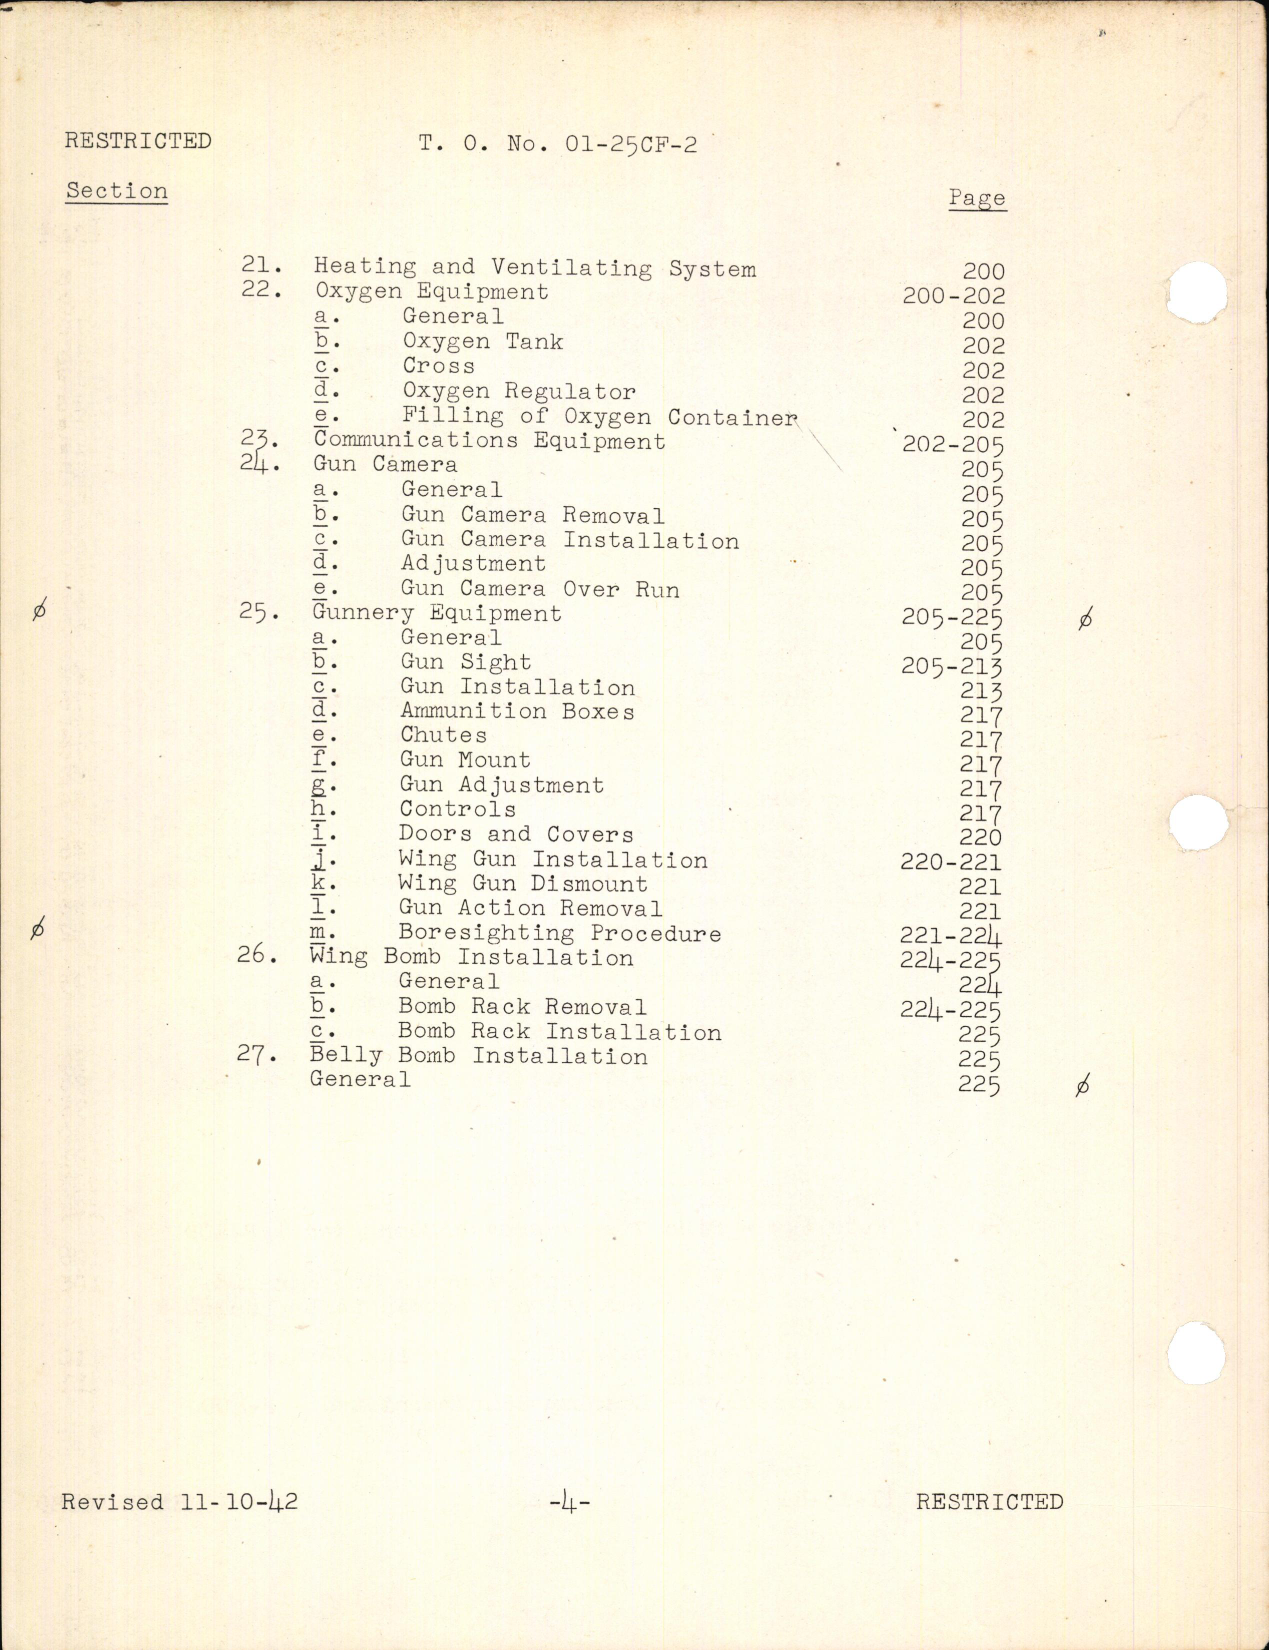 RESTRICTED T. O. No. 01-25CF-2
Section Page
21. Heating and Ventilating System 200
22. Oxygen Equipment 200-202
a. General 200
b. Oxygen Tank 202
c. Cross 202
d. Oxygen Regulator 202
e. Filling of Oxygen Container 202
23. Communications Equipment 202-205
24. Gun Camera 205
a. General 205
b. Gun Camera Removal 205
c. Gun Camera Installation 205
d. Adjustment 205
e. Gun Camera Over Run 205
ø 25. Gunnery Equipment 205-225 ø
a. General 205
b. Gun Sight 205-213
c. Gun Installation 213
d. Ammunition Boxes 217
e. Chutes 217
f. Gun Mount 217
g. Gun Adjustment 217
h. Controls 217
i. Doors and Covers 220
j. Wing Gun Installation 220-221
k. Wing Gun Dismount 221
l. Gun Action Removal 221
ø m. Boresighting Procedure 221-224
26. Wing Bomb Installation 224-225
a. General 224
b. Bomb Rack Removal 224-225
c. Bomb Rack Installation 225
27. Belly Bomb Installation 225
General 225 ø
Revised 11-10-42 -4- RESTRICTED